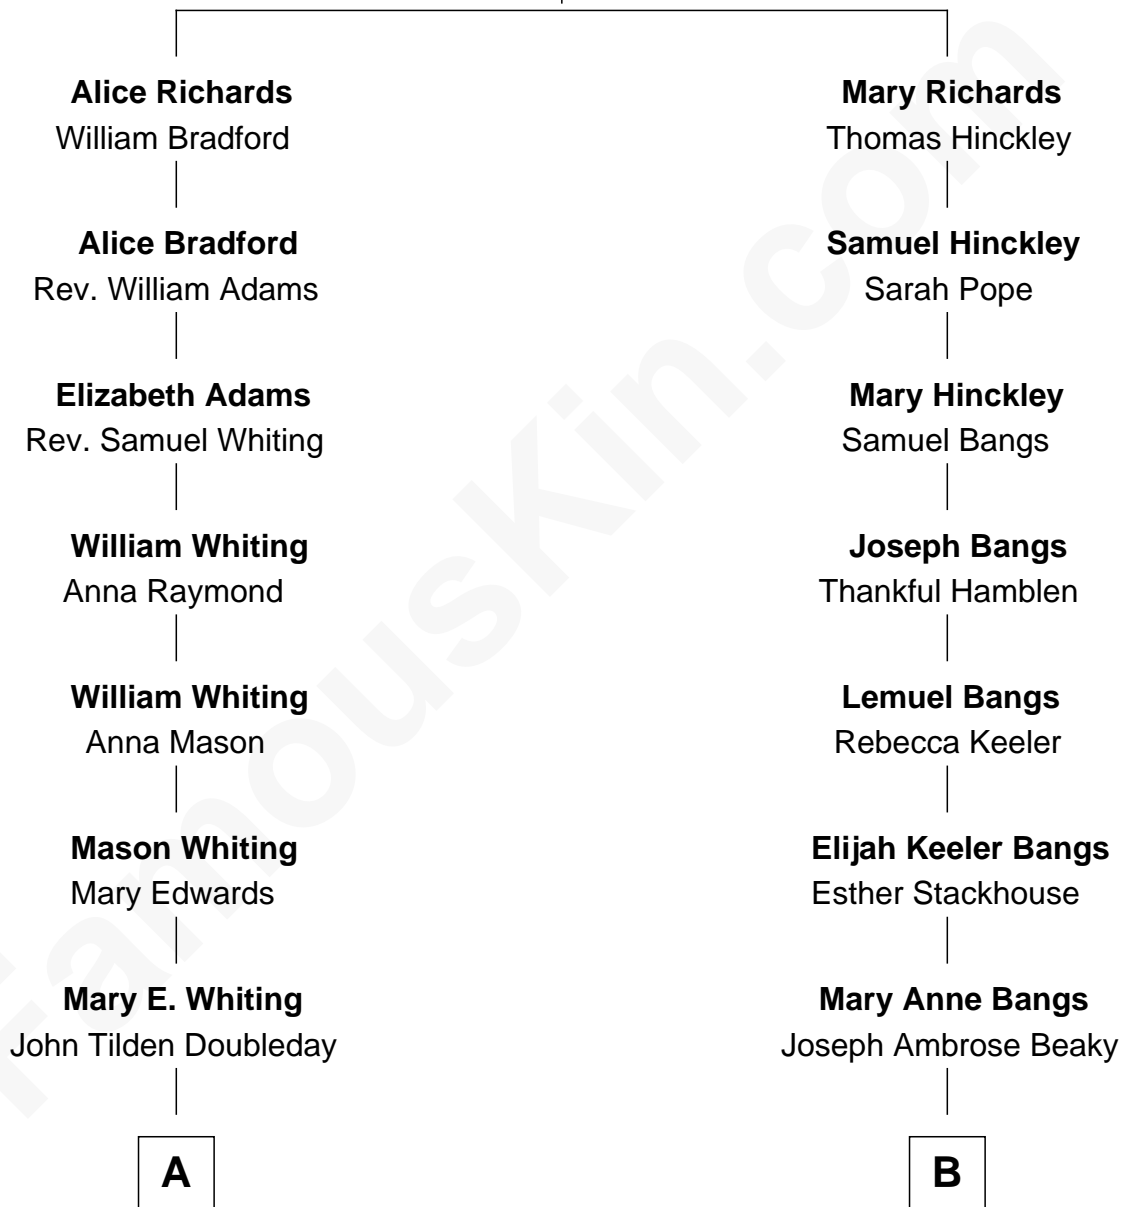 Alice Richards
William Bradford
Alice Bradford
Rev. William Adams
Elizabeth Adams
Rev. Samuel Whiting
William Whiting
Anna Raymond
William Whiting
Anna Mason
Mason Whiting
Mary Edwards
Mary E. Whiting
John Tilden Doubleday
A
Mary Richards
Thomas Hinckley
Samuel Hinckley
Sarah Pope
Mary Hinckley
Samuel Bangs
Joseph Bangs
Thankful Hamblen
Lemuel Bangs
Rebecca Keeler
Elijah Keeler Bangs
Esther Stackhouse
Mary Anne Bangs
Joseph Ambrose Beaky
B
FamousKin.com